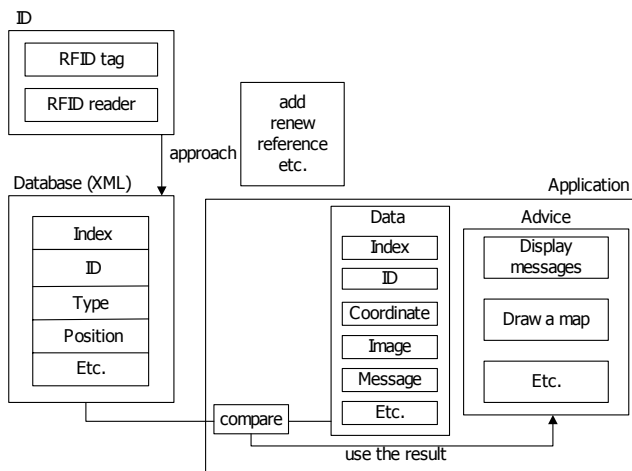 ID
RFID tag
RFID reader
approach
add
renew
reference
etc.
Database (XML)
Index
ID
Type
Position
Etc.
Application
Data
Index
ID
Coordinate
Image
Message
Etc.
Advice
Display
messages
Draw a map
Etc.
compare
use the result